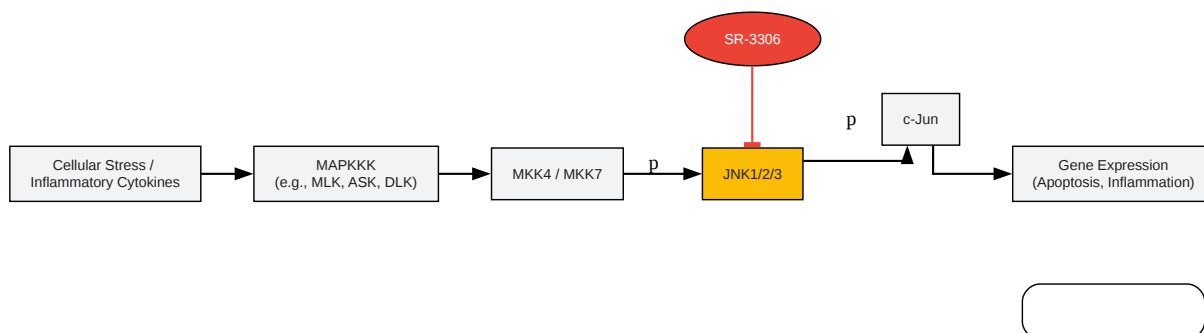 SR-3306
p
c-Jun
Cellular Stress /
Inflammatory Cytokines
MAPKKK
(e.g., MLK, ASK, DLK)
MKK4 / MKK7
p
JNK1/2/3
Gene Expression
(Apoptosis, Inflammation)